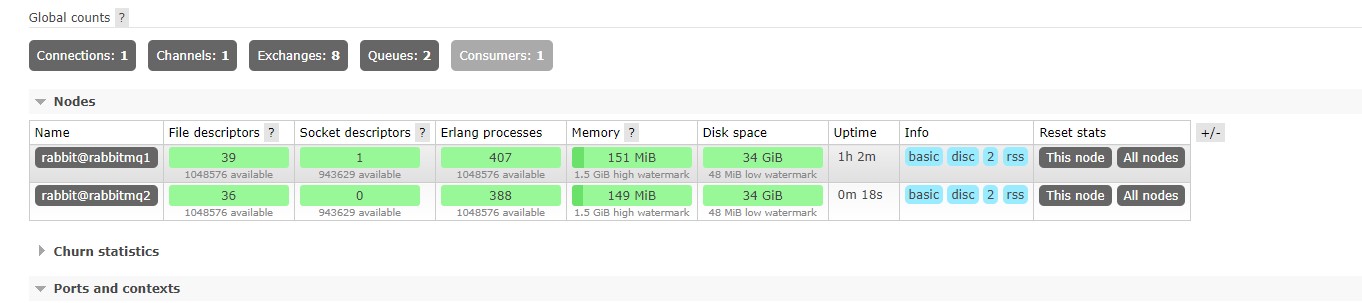 Global counts ?
Connections: 1 Channels: 1 Exchanges: 8 Queues: 2 Consumers: 1
Nodes
Name File descriptors ? Socket descriptors ? Erlang processes Memory ? Disk space Uptime Info Reset stats +/-
rabbit@rabbitmq1 39 1 407 151 MiB 34 GiB 1h 2m basic disc 2 rss This node All nodes
1048576 available 943629 available 1048576 available 1.5 GiB high watermark 48 MiB low watermark
rabbit@rabbitmq2 36 0 388 149 MiB 34 GiB 0m 18s basic disc 2 rss This node All nodes
1048576 available 943629 available 1048576 available 1.5 GiB high watermark 48 MiB low watermark
Churn statistics
Ports and contexts